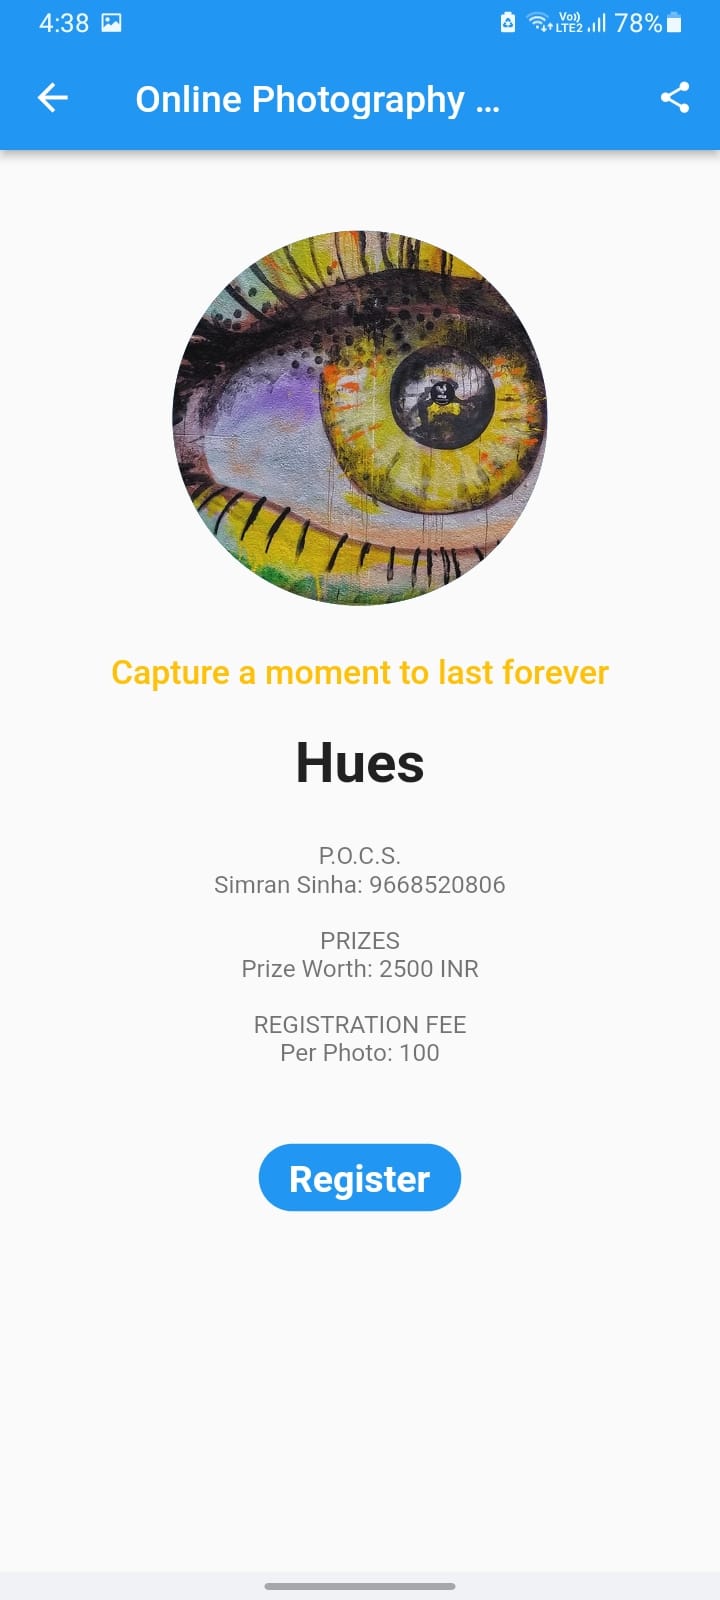 4:38
Vo))
LTE2
78%
Online Photography ...
Capture a moment to last forever
Hues
P.O.C.S.
Simran Sinha: 9668520806
PRIZES
Prize Worth: 2500 INR
REGISTRATION FEE
Per Photo: 100
Register